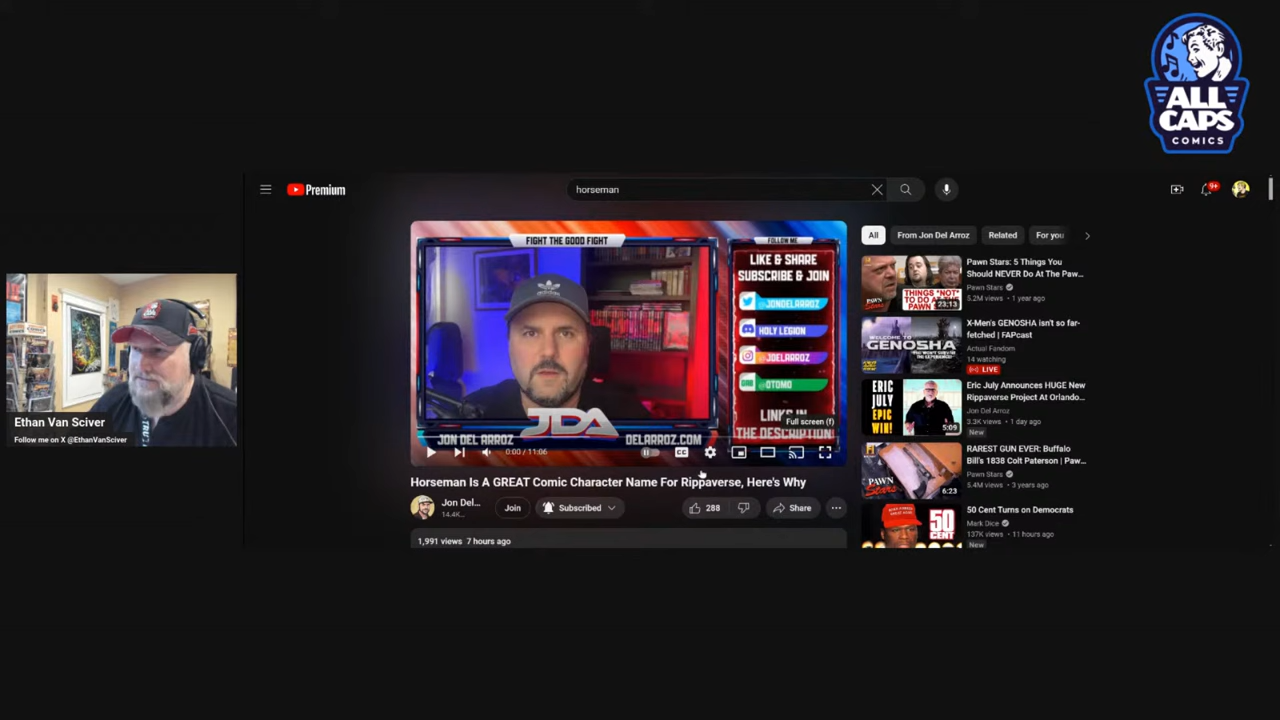 ALL
CAPS
COMICS
Premium
horseman
9+
FIGHT THE GOOD FIGHT
FOLLOW ME
LIKE & SHARE
SUBSCRIBE & JOIN
@JONDELARROZ
HOLY LEGION
@JDELARROZ
@OTOMO
LINKS IN
THE DESCRIPTION!
Full screen (f)
JDA
JON DEL ARROZ
DELARROZ.COM
0:00 / 11:06
Horseman Is A GREAT Comic Character Name For Rippaverse, Here's Why
Jon Del...
14.4K...
Join
Subscribed
288
Share
1,991 views 7 hours ago
Ethan Van Sciver
Follow me on X @EthanVanSciver
All
From Jon Del Arroz
Related
For you
PAWN STARS
THINGS *NOT*
TO DO AT THE
PAWN
23:13
Pawn Stars: 5 Things You
Should NEVER Do At The Paw...
Pawn Stars
5.2M views • 1 year ago
WELCOME TO
GENOSHA
X-Men's GENOSHA isn't so far-
fetched | FAPcast
Actual Fandom
14 watching
LIVE
ERIC
JULY
EPIC
WIN!
5:09
Eric July Announces HUGE New
Rippaverse Project At Orlando...
Jon Del Arroz
3.3K views • 1 day ago
New
PAWN STARS
6:23
RAREST GUN EVER: Buffalo
Bill's 1838 Colt Paterson | Paw...
Pawn Stars
5.4M views • 3 years ago
50
CENT
50 Cent Turns on Democrats
Mark Dice
137K views • 11 hours ago
New